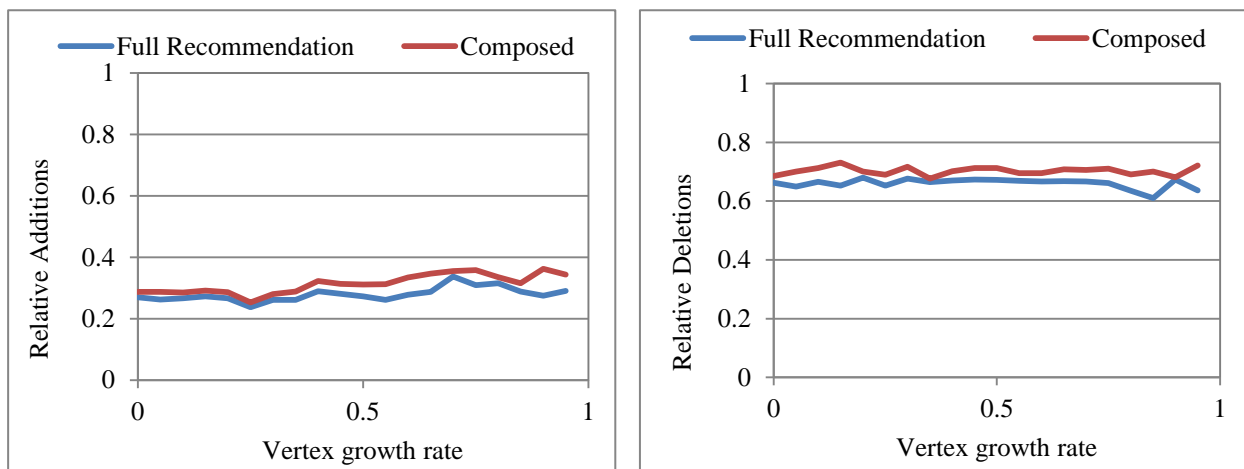 Full Recommendation Composed
1
0.8
0.6
0.4
0.2
0
Relative Additions
0 0.5 1
Vertex growth rate
Full Recommendation Composed
1
0.8
0.6
0.4
0.2
0
Relative Deletions
0 0.5 1
Vertex growth rate